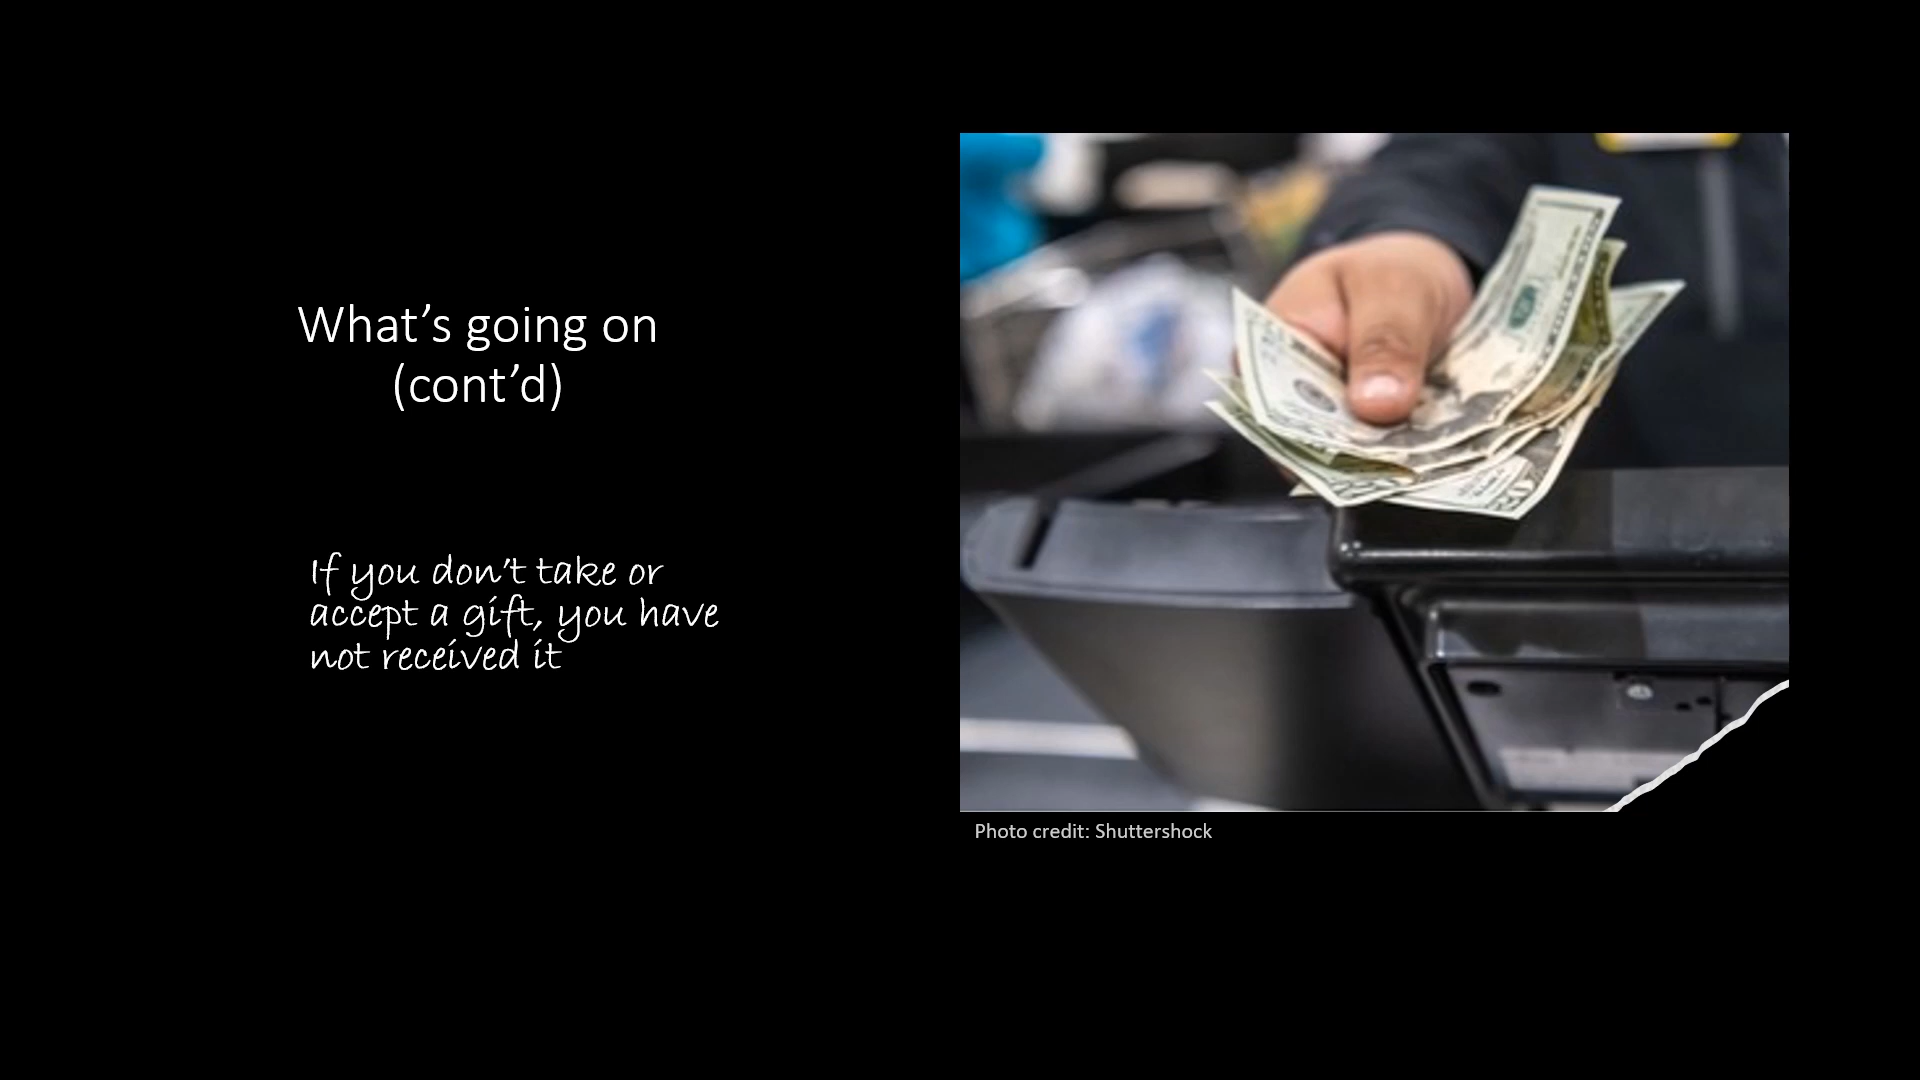 What’s going on
(cont’d)
If you don’t take or
accept a gift, you have
not received it
Photo credit: Shuttershock